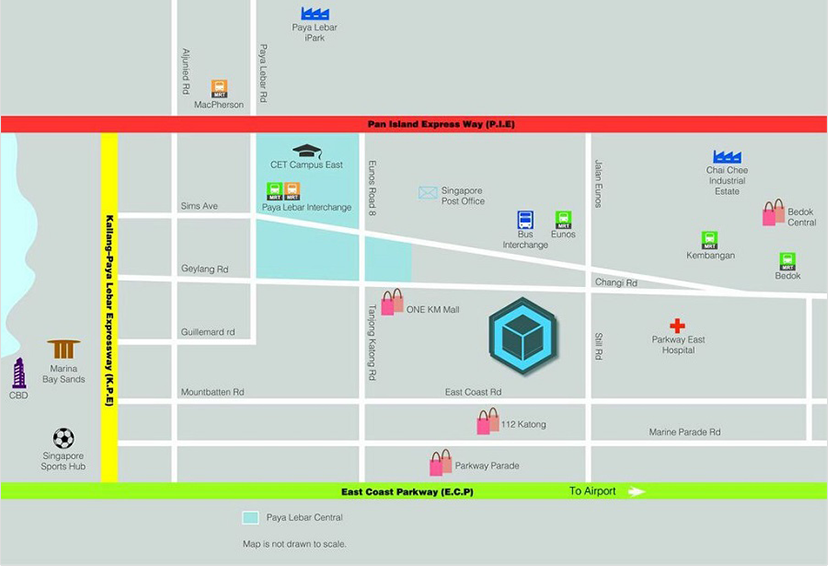 Paya Lebar
iPark
Aljunied Rd
Paya Lebar Rd
MRT
MacPherson
Pan Island Express Way (P.I.E)
CET Campus East
MRT
MRT
Paya Lebar Interchange
Eunos Road 8
Singapore
Post Office
Jalan Eunos
Chai Chee
Industrial
Estate
Bedok
Central
Sims Ave
Bus
Interchange
MRT
Eunos
MRT
Kembangan
MRT
Bedok
Kallang-Paya Lebar Expressway (K.P.E)
Geylang Rd
Changi Rd
ONE KM Mall
Tanjong Katong Rd
Guillemard rd
Still Rd
Parkway East
Hospital
Marina
Bay Sands
CBD
Mountbatten Rd
East Coast Rd
112 Katong
Marine Parade Rd
Singapore
Sports Hub
Parkway Parade
East Coast Parkway (E.C.P)
To Airport
Paya Lebar Central
Map is not drawn to scale.